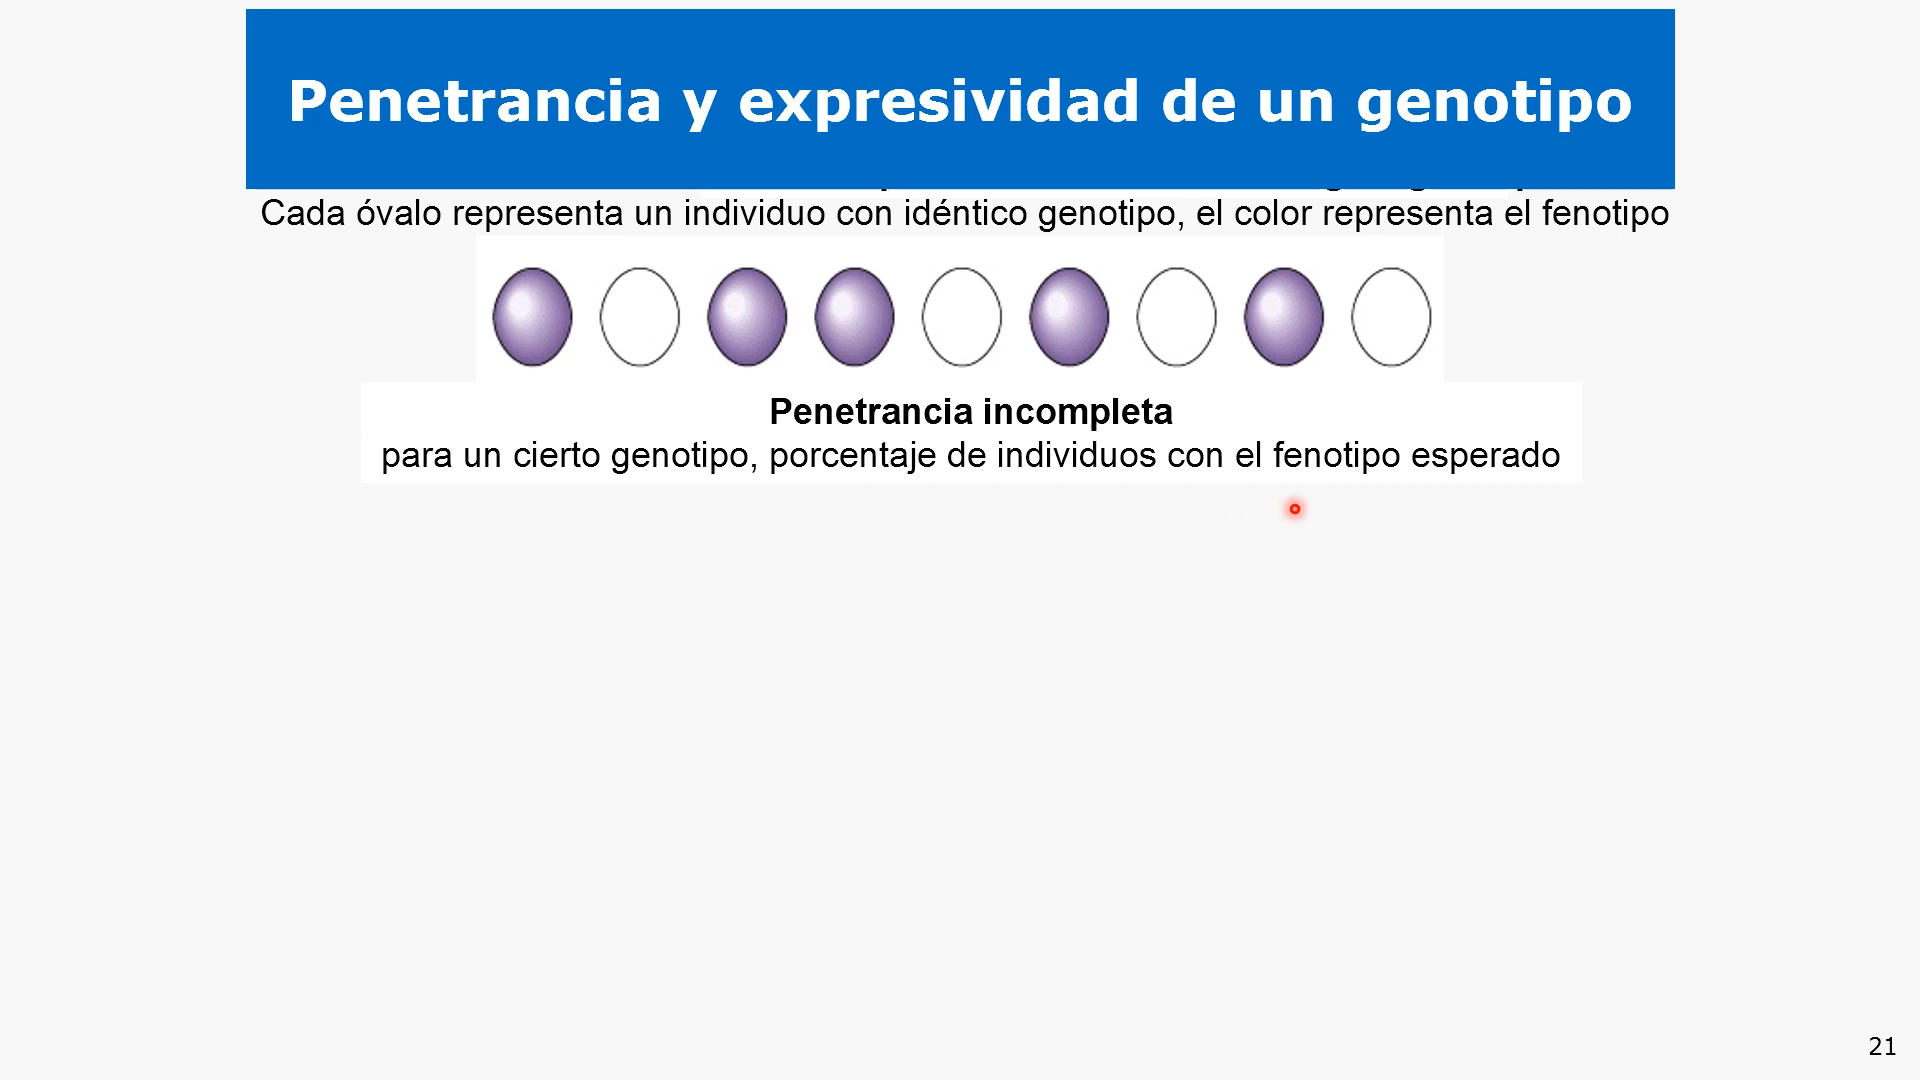 Penetrancia y expresividad de un genotipo
Cada óvalo representa un individuo con idéntico genotipo, el color representa el fenotipo
Penetrancia incompleta
para un cierto genotipo, porcentaje de individuos con el fenotipo esperado
21